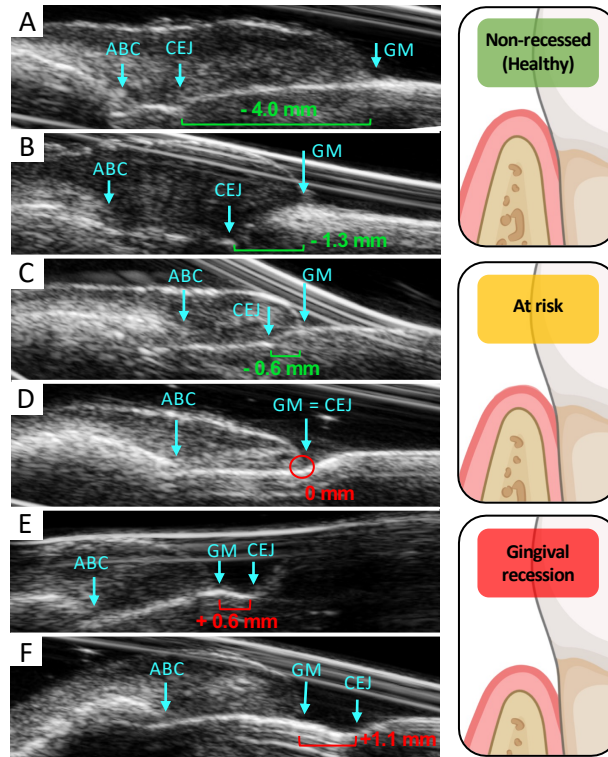 A
ABC
CEJ
GM
- 4.0 mm
B
ABC
GM
CEJ
- 1.3 mm
C
ABC
GM
CEJ
- 0.6 mm
D
ABC
GM = CEJ
0 mm
E
ABC
GM
CEJ
+ 0.6 mm
F
ABC
GM
CEJ
+1.1 mm
Non-recessed
(Healthy)
At risk
Gingival
recession